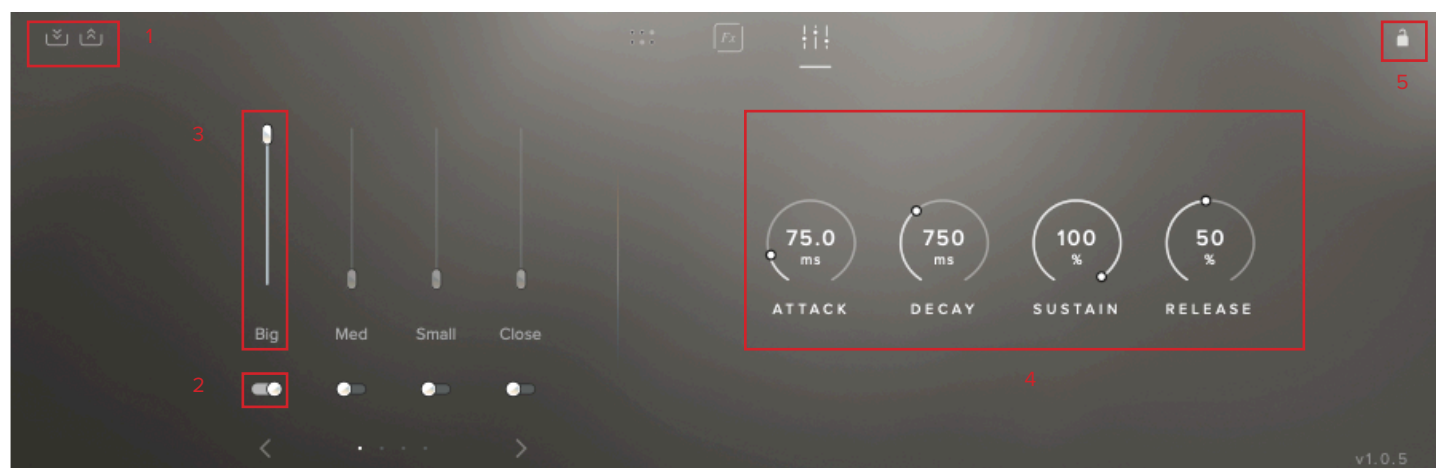 1
Fx
5
3
75.0
ms
750
ms
100
%
50
%
ATTACK DECAY SUSTAIN RELEASE
Big Med Small Close
2
4
v1.0.5